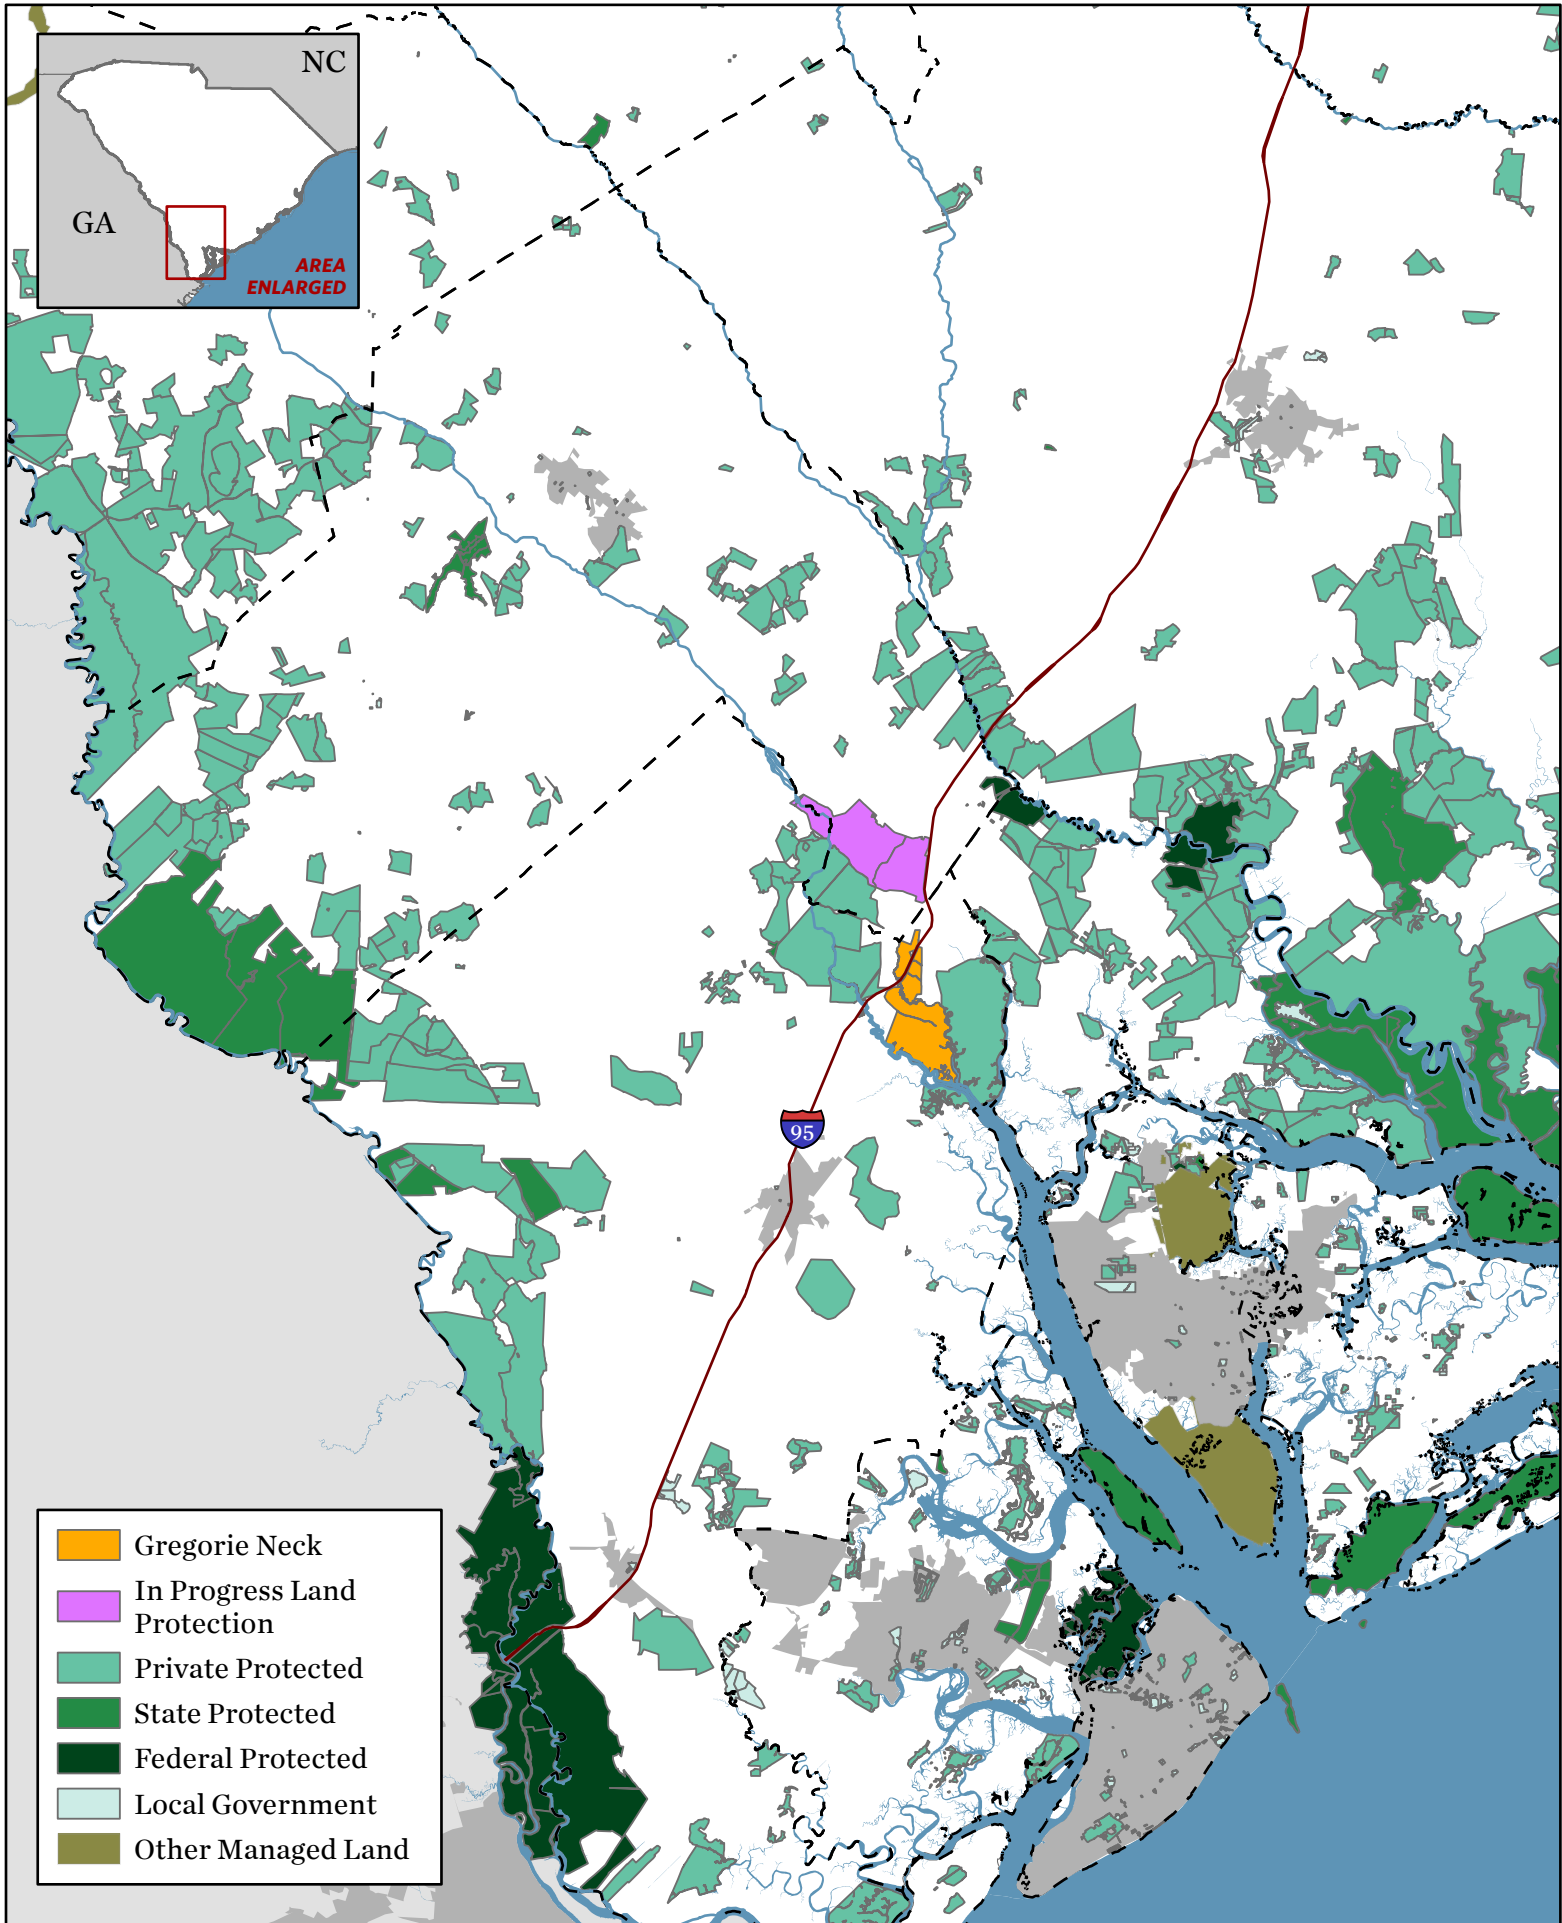 NC
GA
AREA
ENLARGED
95
Gregorie Neck
In Progress Land
Protection
Private Protected
State Protected
Federal Protected
Local Government
Other Managed Land